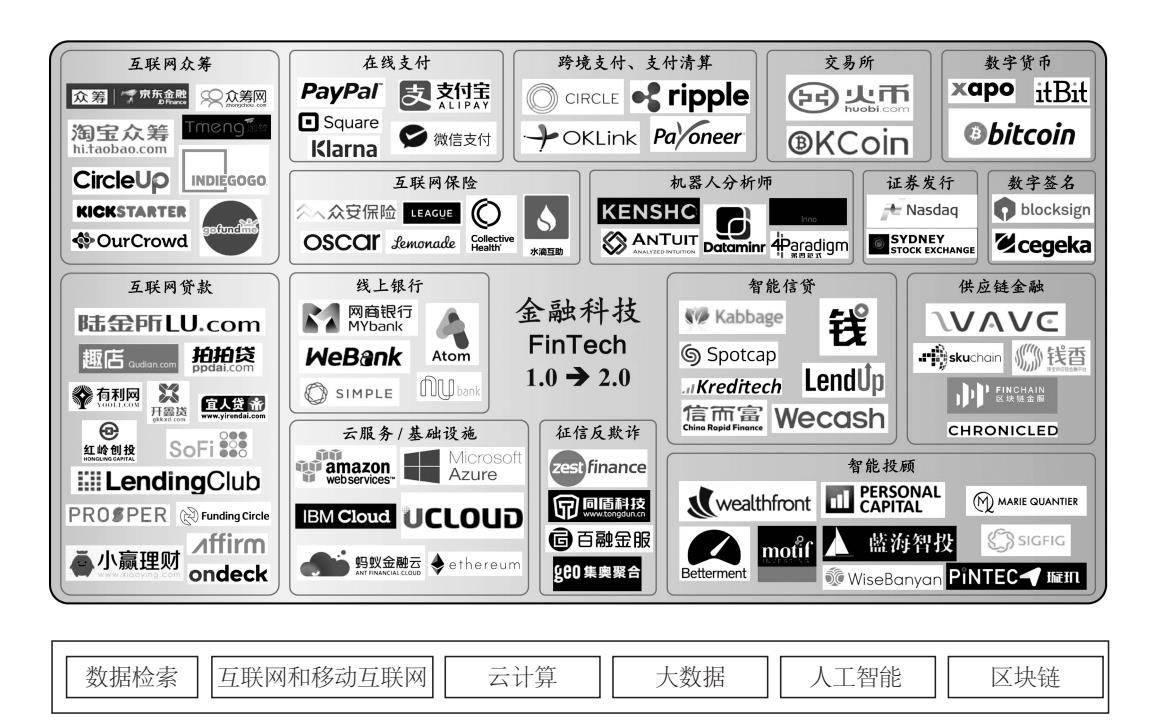 互联网众筹
众筹 京东金融
JD Finance
众筹网
zhongchou.com
淘宝众筹
hi.taobao.com
Tmeng
CircleUp
INDIEGOGO
KICKSTARTER
gofundme
OurCrowd
在线支付
PayPal
支付宝
ALIPAY
Square
微信支付
Klarna
跨境支付、支付清算
CIRCLE
ripple
OKLink
Payoneer
交易所
火币
huobi.com
OKCoin
数字货币
xapo
itBit
bitcoin
互联网保险
众安保险
LEAGUE
Collective
Health
水滴互助
oscar
Lemonade
机器人分析师
KENSHO
Inno
ANTUIT
ANALYZED INTUITION
Dataminr
4Paradigm
第四范式
证券发行
Nasdaq
SYDNEY
STOCK EXCHANGE
数字签名
blocksign
cegeka
互联网贷款
陆金所LU.com
趣店 Qudian.com
拍拍贷
ppdai.com
有利网
YOOLI.COM
开鑫贷
gkkxd.com
宜人贷
www.yirendai.com
红岭创投
HONGLING CAPITAL
SoFi
LendingClub
PROSPER
Funding Circle
小赢理财
www.xiaoying.com
affirm
ondeck
线上银行
网商银行
MYbank
WeBank
Atom
SIMPLE
nu bank
金融科技
FinTech
1.0 → 2.0
智能信贷
Kabbage
钱
Spotcap
Kreditech
LendUp
信而富
China Rapid Finance
Wecash
供应链金融
WAVE
skuchain
钱香
FINCHAIN
区块链金服
CHRONICLED
云服务/基础设施
amazon
webservices™
Microsoft
Azure
IBM Cloud
UCLOUD
蚂蚁金融云
ANT FINANCIAL CLOUD
ethereum
征信反欺诈
zestfinance
同盾科技
www.tongdun.cn
百融金服
geo集奥聚合
智能投顾
wealthfront
PERSONAL
CAPITAL
MARIE QUANTIER
Betterment
motif
INVESTING
蓝海智投
SIGFIG
WiseBanyan
PINTEC 璇玑
数据检索
互联网和移动互联网
云计算
大数据
人工智能
区块链